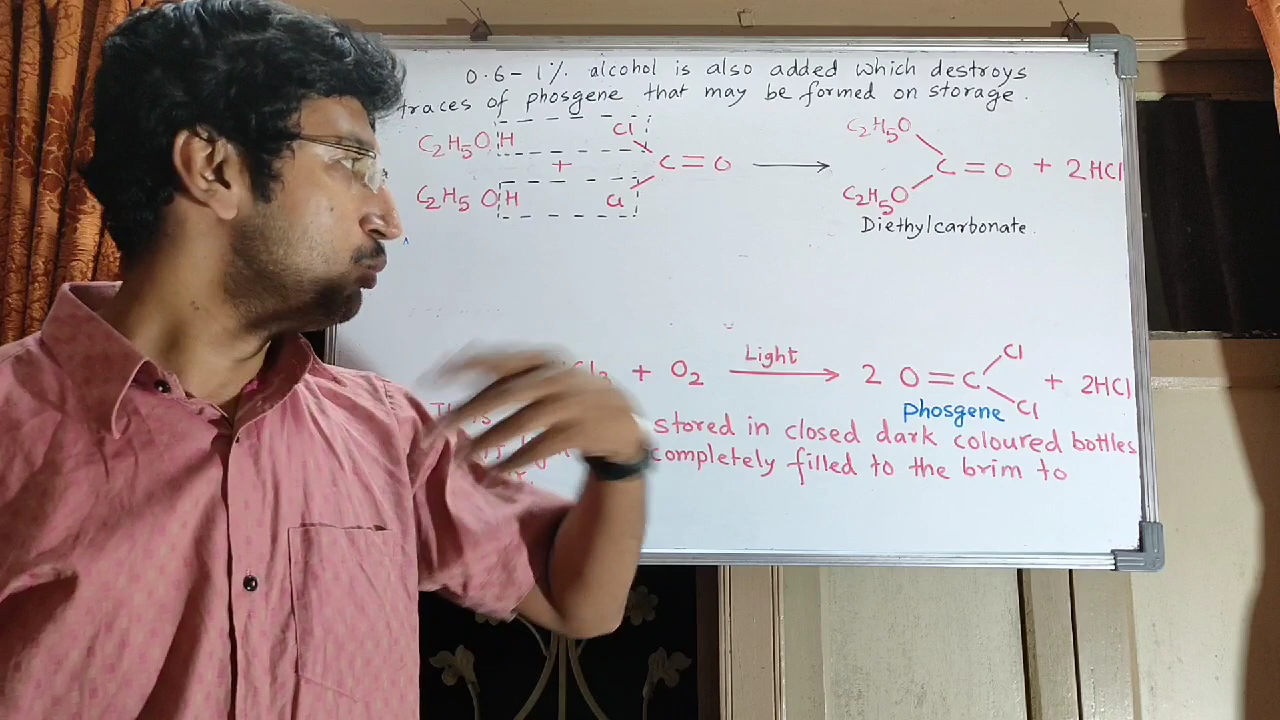 0.6 - 1 % alcohol is also added which destroys
traces of phosgene that may be formed on storage.
C2H5O H Cl
+ C = O ⟶ C2H5O C2H5O C = O + 2HCl
C2H5 O H Cl
Diethylcarbonate.
Cl3 + O2 Light ⟶ 2 O = C Cl Cl + 2HCl
Phosgene
stored in closed dark coloured bottles
completely filled to the brim to